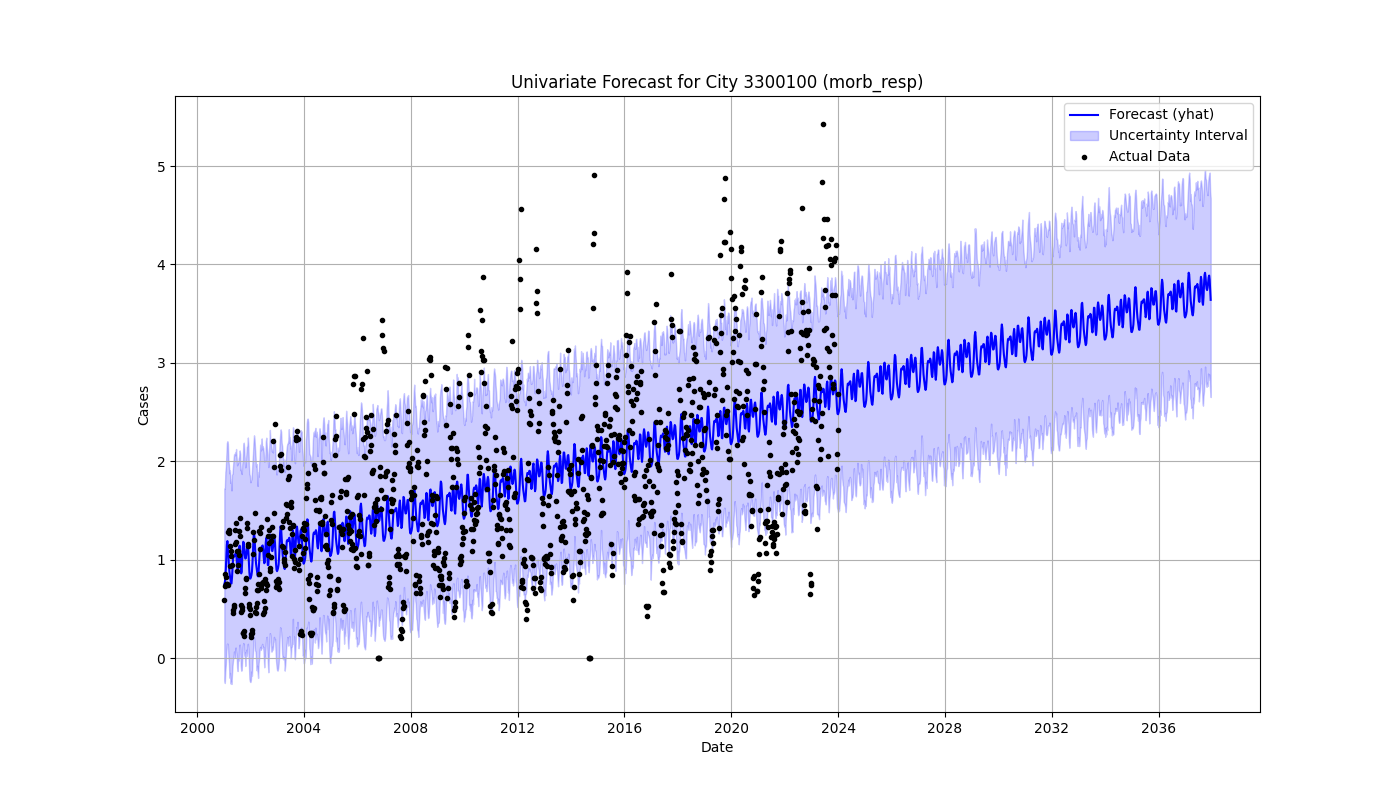 Univariate Forecast for City 3300100 (morb_resp)
Forecast (yhat)
Uncertainty Interval
Actual Data
5
4
3
2
1
0
Cases
2000 2004 2008 2012 2016 2020 2024 2028 2032 2036
Date